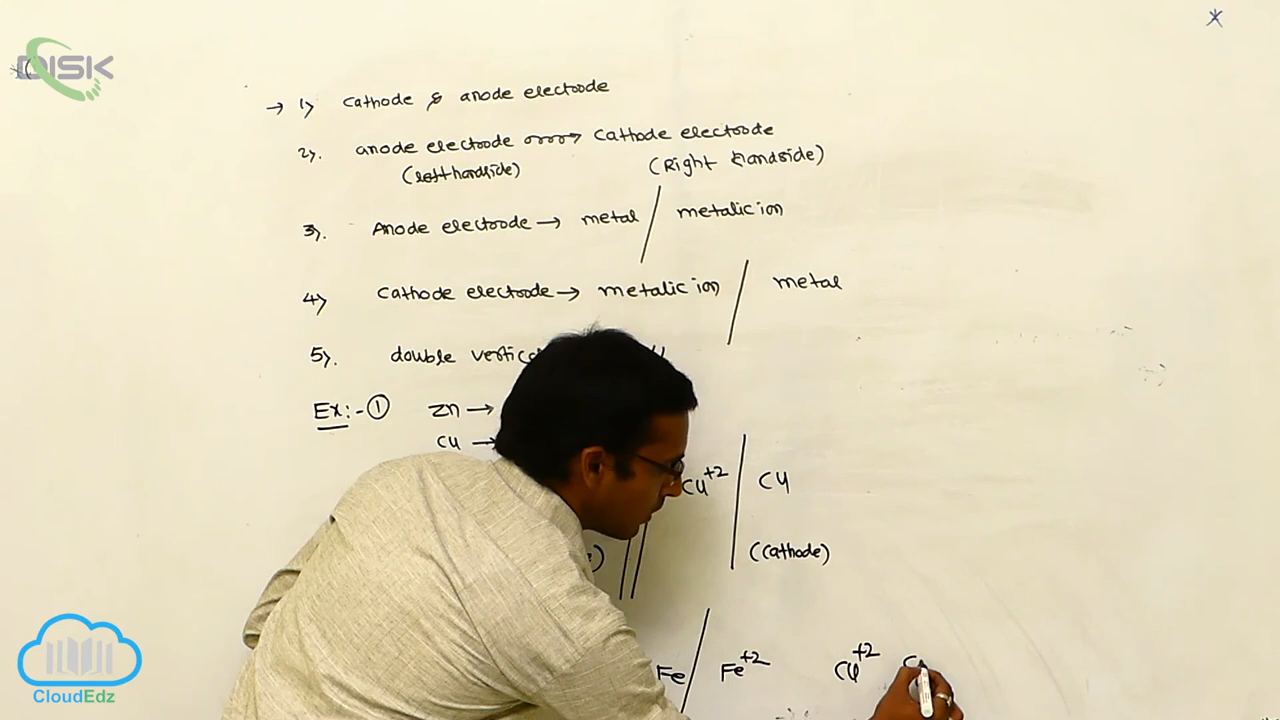 DISK
→ 1) Cathode & anode electrode
2). anode electrode → Cathode electrode
(left handside) (Right handside)
3). Anode electrode → metal / metalic ion
4) Cathode electrode → metalic ion / metal
5). double
Ex:- ① Zn →
Cu →
Cu+2 | Cu
(Cathode)
Fe / Fe+2 Cu+2
CloudEdz